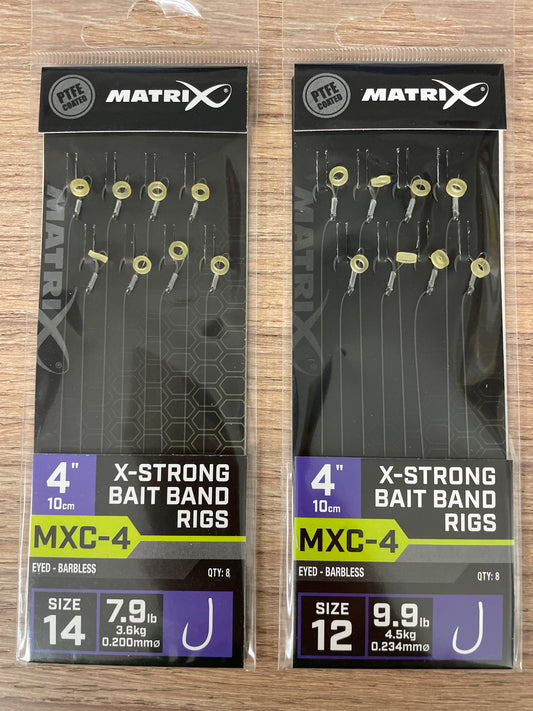 PTFE
COATED
MATRIX
MATRIX
4"
10cm
X-STRONG
BAIT BAND
RIGS
MXC-4
EYED - BARBLESS
QTY: 8
SIZE
14
7.9lb
3.6kg
0.200mmø
PTFE
COATED
MATRIX
4"
10cm
X-STRONG
BAIT BAND
RIGS
MXC-4
EYED - BARBLESS
QTY: 8
SIZE
12
9.9lb
4.5kg
0.234mmø